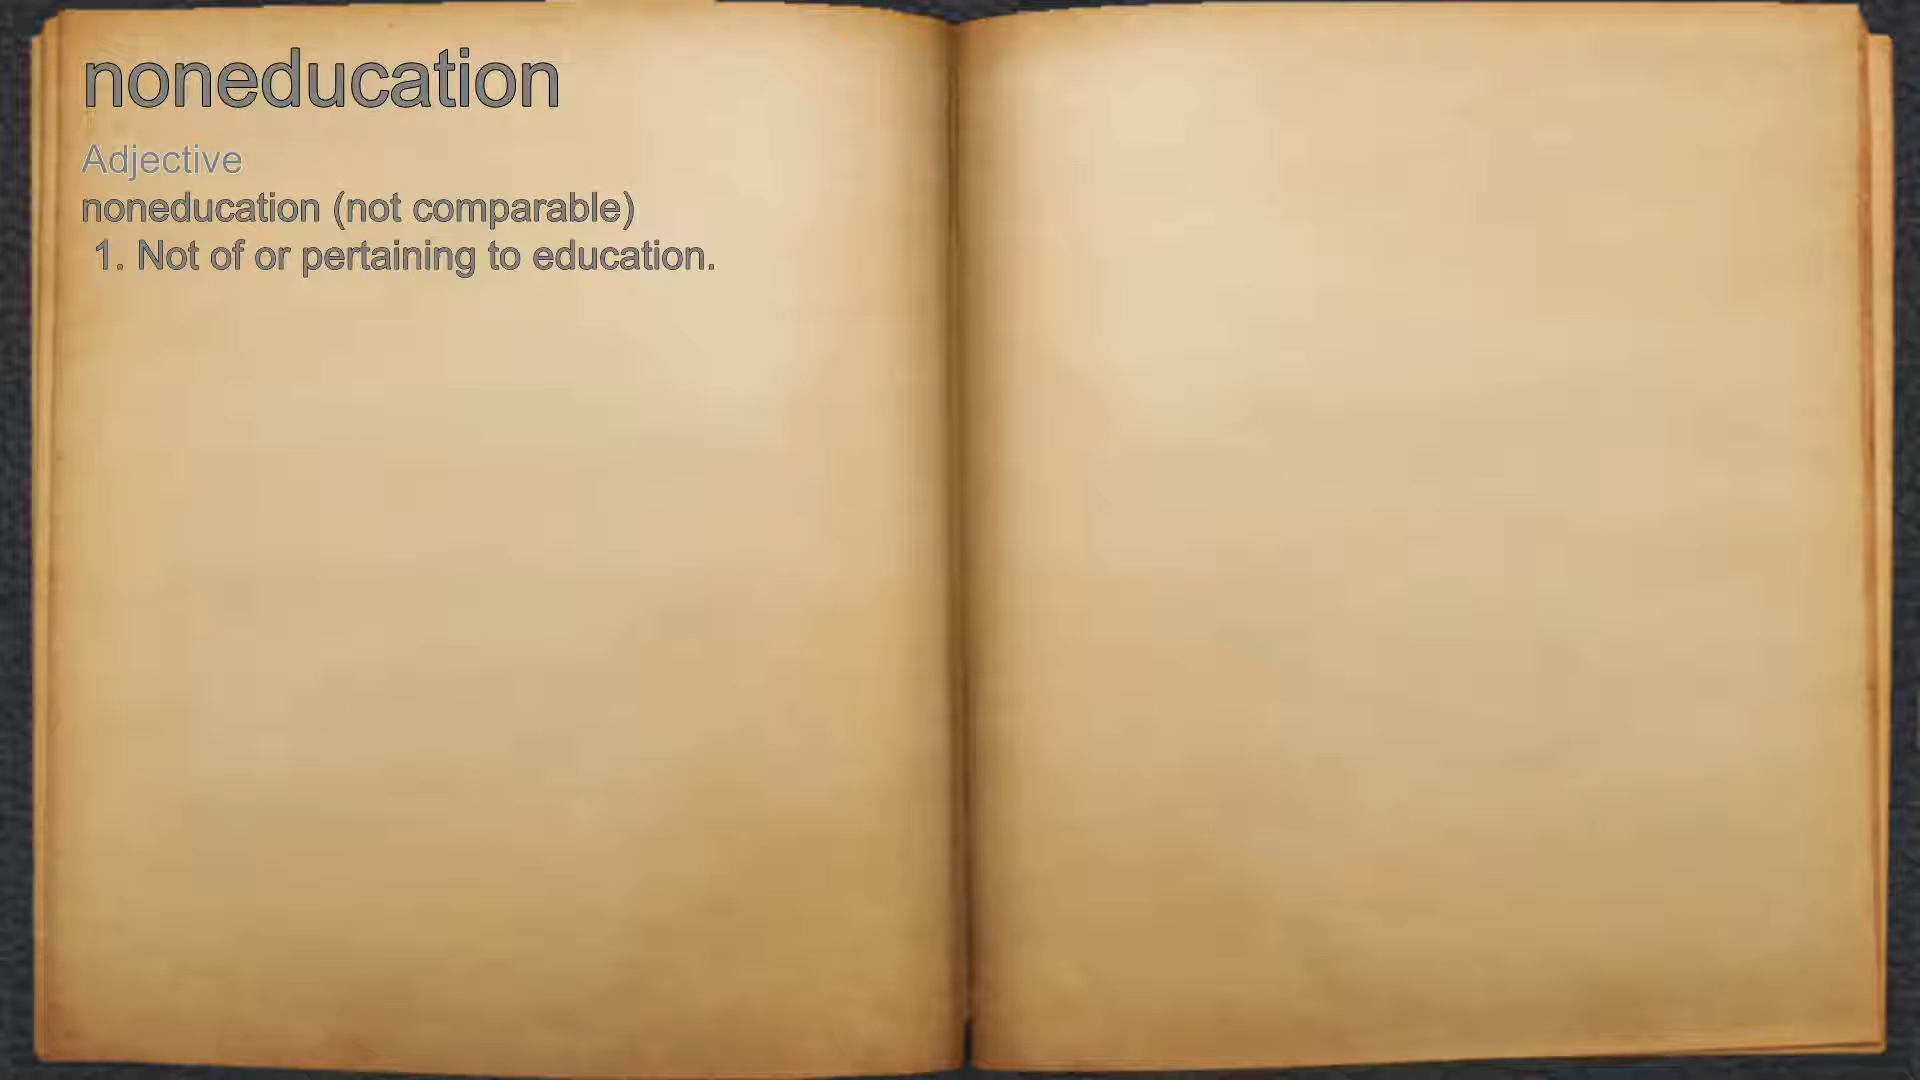 noneducation
Adjective
noneducation (not comparable)
1. Not of or pertaining to education.